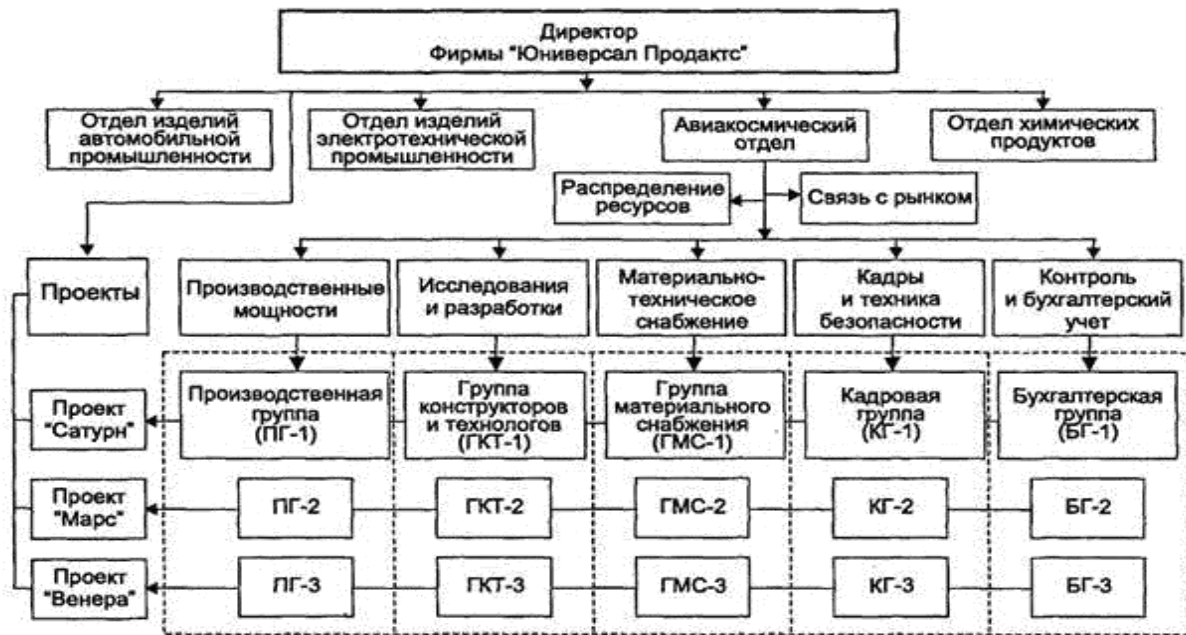 Директор
Фирмы "Юниверсал Продактс"
Отдел изделий
автомобильной
промышленности
Отдел изделий
электротехнической
промышленности
Авиакосмический
отдел
Отдел химических
продуктов
Распределение
ресурсов
Связь с рынком
Проекты
Производственные
мощности
Исследования
и разработки
Материально-
техническое
снабжение
Кадры
и техника
безопасности
Контроль
и бухгалтерский
учет
Проект
"Сатурн"
Производственная
группа
(ПГ-1)
Группа
конструкторов
и технологов
(ГКТ-1)
Группа
материального
снабжения
(ГМС-1)
Кадровая
группа
(КГ-1)
Бухгалтерская
группа
(БГ-1)
Проект
"Марс"
ПГ-2
ГКТ-2
ГМС-2
КГ-2
БГ-2
Проект
"Венера"
ПГ-3
ГКТ-3
ГМС-3
КГ-3
БГ-3